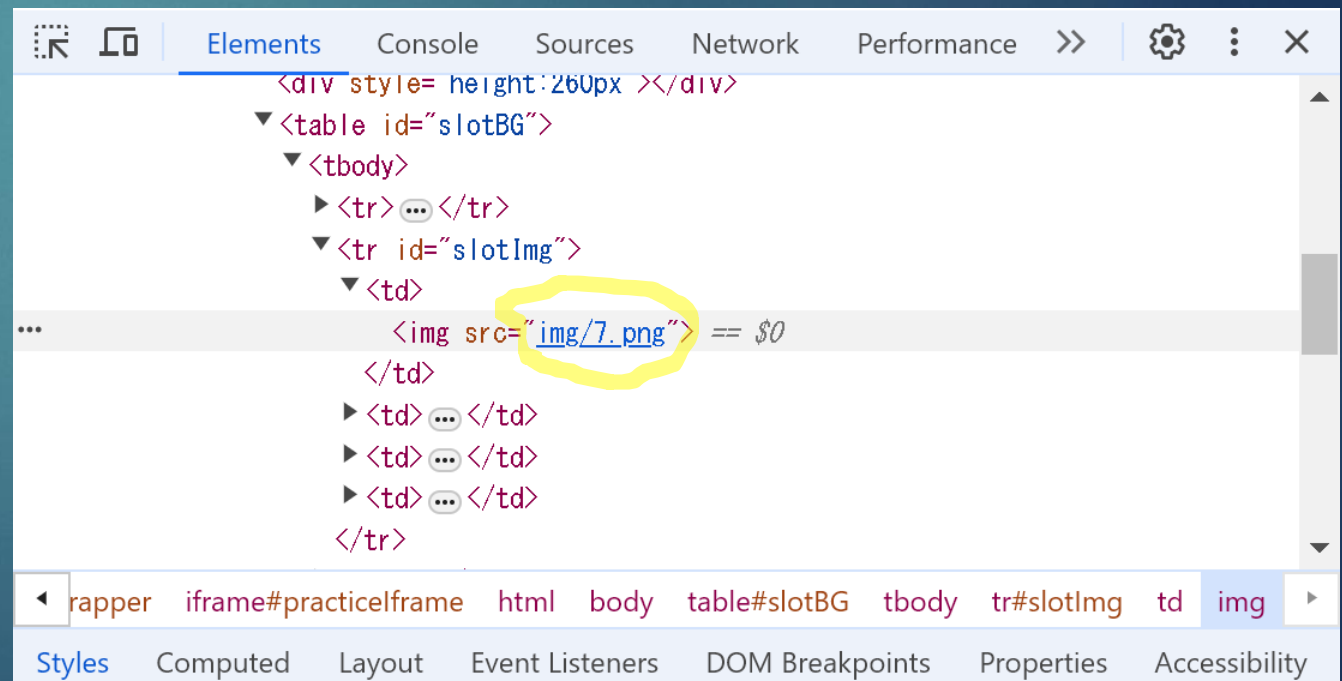 Elements Console Sources Network Performance
<div style= height:260px ></div>
<table id="slotBG">
<tbody>
<tr> … </tr>
<tr id="slotImg">
<td>
<img src="img/7.png"> == $0
</td>
<td> … </td>
<td> … </td>
<td> … </td>
</tr>
rapper iframe#practiceIframe html body table#slotBG tbody tr#slotImg td img
Styles Computed Layout Event Listeners DOM Breakpoints Properties Accessibility